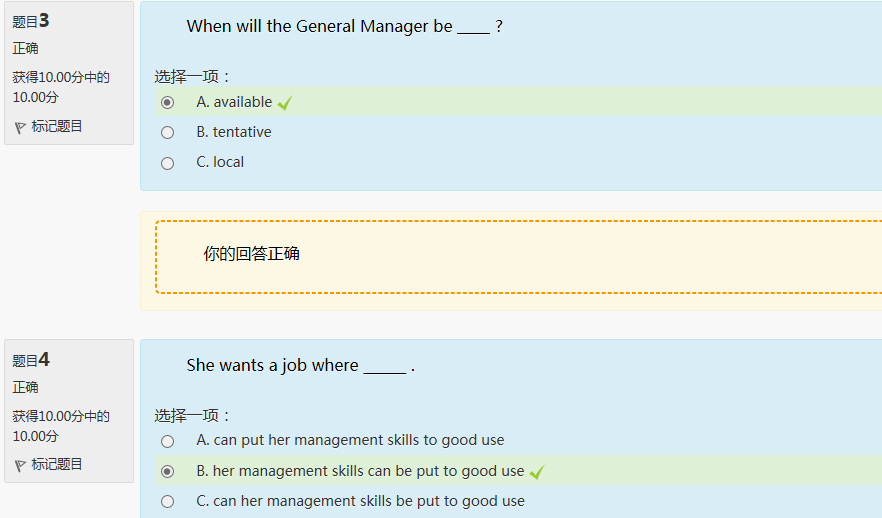 题目3
正确
获得10.00分中的
10.00分
标记题目
When will the General Manager be ____ ?
选择一项：
A. available
B. tentative
C. local
你的回答正确
题目4
正确
获得10.00分中的
10.00分
标记题目
She wants a job where _____ .
选择一项：
A. can put her management skills to good use
B. her management skills can be put to good use
C. can her management skills be put to good use